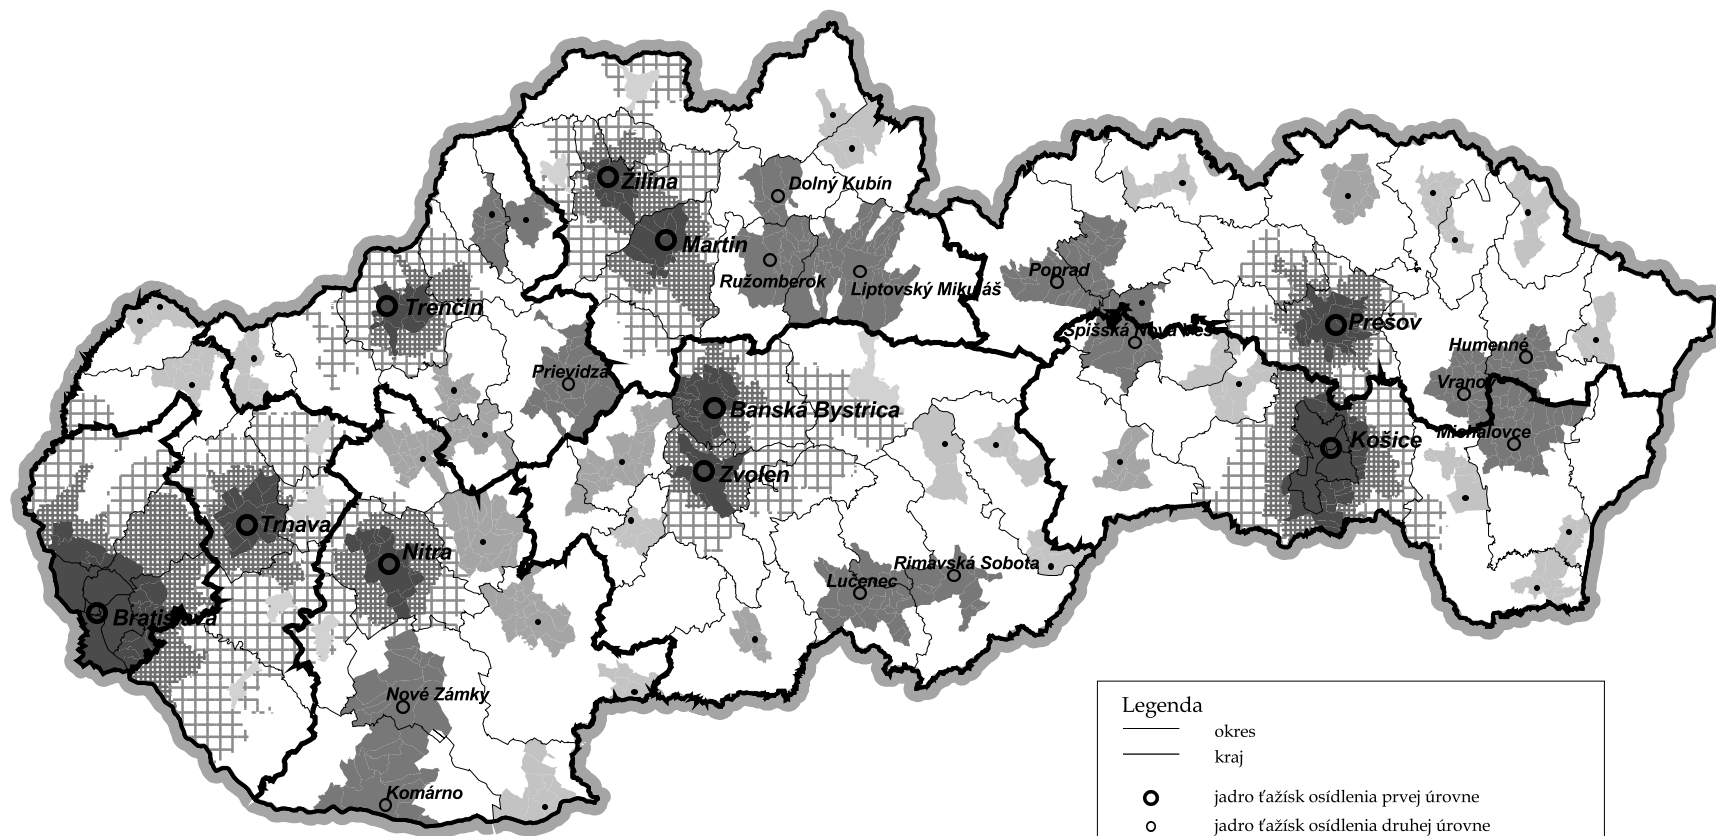 Žilina
Dolný Kubín
Martin
Ružomberok
Liptovský Mikuláš
Poprad
Trenčín
Spišská Nová Ves
Prešov
Humenné
Prievidza
Vranov
Banská Bystrica
Michalovce
Košice
Zvolen
Trnava
Nitra
Rimavská Sobota
Lučenec
Bratislava
Nové Zámky
Komárno
Legenda
okres
kraj
jadro ťažísk osídlenia prvej úrovne
jadro ťažísk osídlenia druhej úrovne